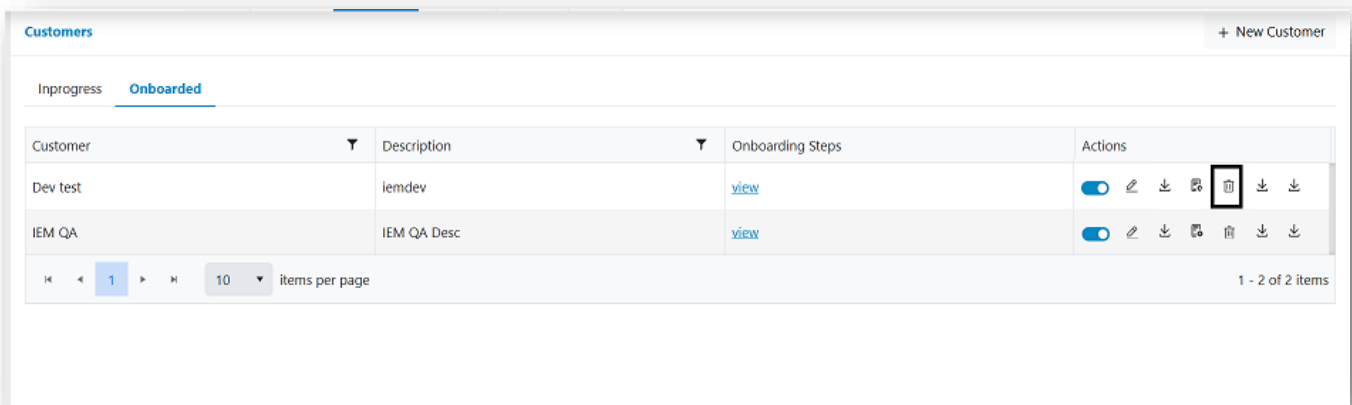 Customers
+ New Customer
Inprogress Onboarded
Customer Description Onboarding Steps Actions
Dev test iemdev view
IEM QA IEM QA Desc view
1 10 items per page 1 - 2 of 2 items